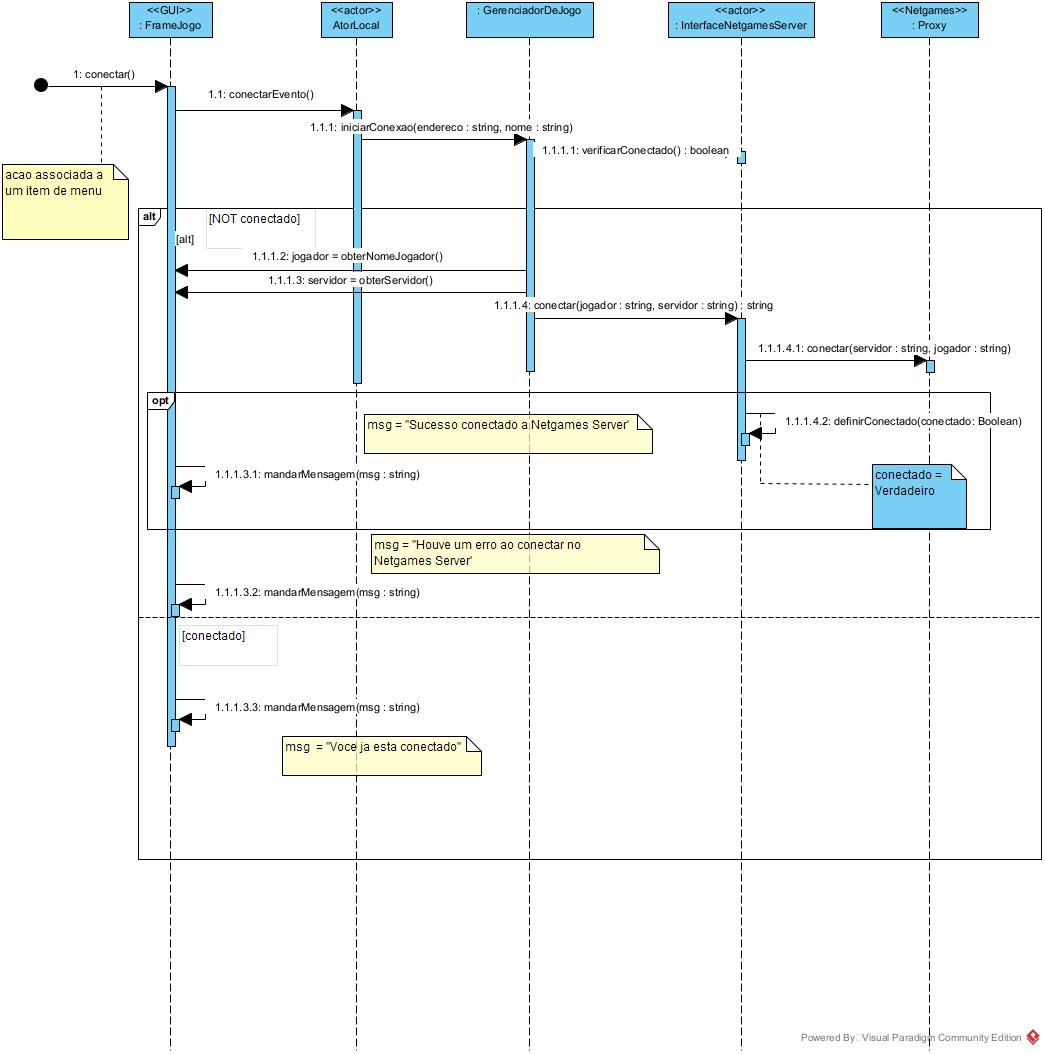 <<GUI>>
: FrameJogo
<<actor>>
AtorLocal
: GerenciadorDeJogo
<<actor>>
: InterfaceNetgamesServer
<<Netgames>>
: Proxy
1: conectar()
1.1: conectarEvento()
1.1.1: iniciarConexao(endereco : string, nome : string)
1.1.1.1: verificarConectado() : boolean
acao associada a
um item de menu
alt
[NOT conectado]
[alt]
1.1.1.2: jogador = obterNomeJogador()
1.1.1.3: servidor = obterServidor()
1.1.1.4: conectar(jogador : string, servidor : string) : string
1.1.1.4.1: conectar(servidor : string, jogador : string)
opt
msg = "Sucesso conectado a Netgames Server'
1.1.1.4.2: definirConectado(conectado: Boolean)
1.1.1.3.1: mandarMensagem(msg : string)
conectado =
Verdadeiro
msg = "Houve um erro ao conectar no
Netgames Server'
1.1.1.3.2: mandarMensagem(msg : string)
[conectado]
1.1.1.3.3: mandarMensagem(msg : string)
msg = "Voce ja esta conectado"
Powered By Visual Paradigm Community Edition